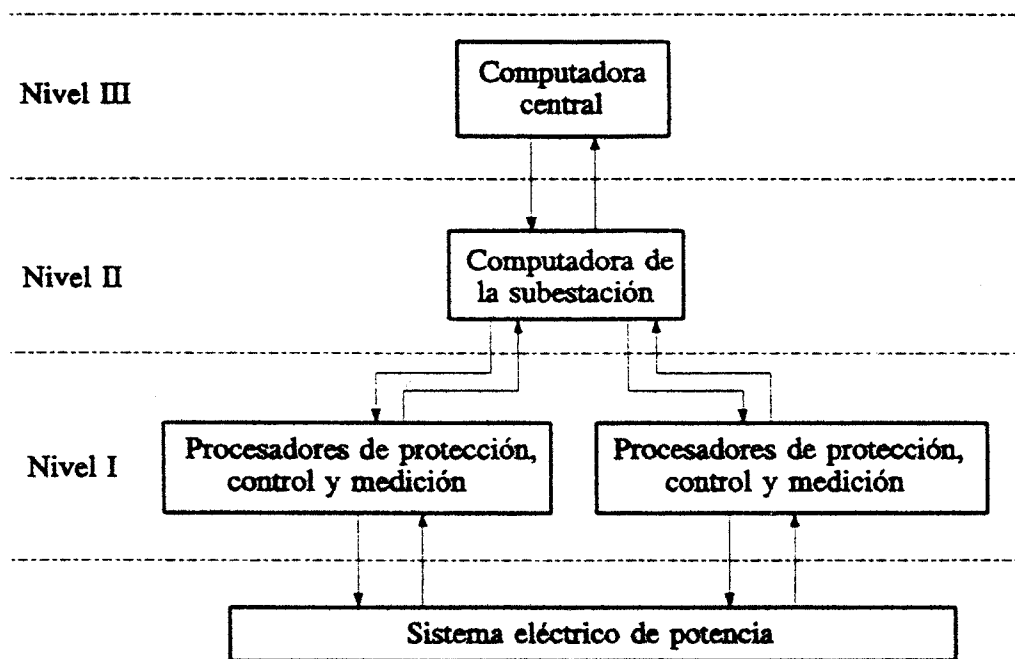 Nivel III
Computadora
central
Nivel II
Computadora de
la subestación
Nivel I
Procesadores de protección,
control y medición
Procesadores de protección,
control y medición
Sistema eléctrico de potencia